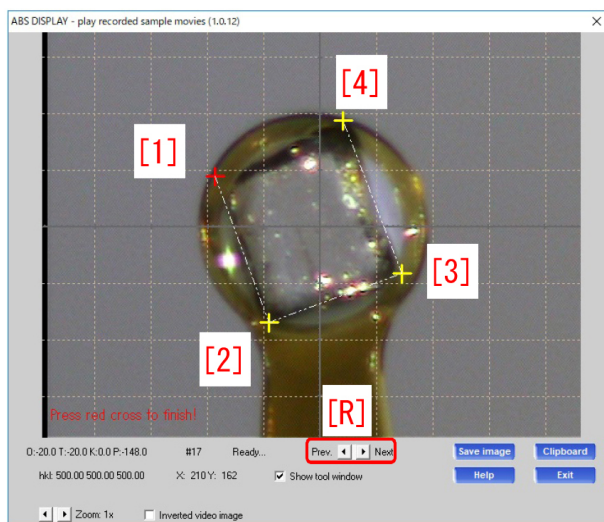 ABS DISPLAY - play recorded sample movies (1.0.12)
[4]
[1]
[3]
[2]
[R]
Press red cross to finish!
O:-20.0 T:-20.0 K:0.0 P:-148.0 #17 Ready... Prev. Next Save image Clipboard
hkl: 500.00 500.00 500.00 X: 210 Y: 162 Show tool window Help Exit
Zoom: 1x Inverted video image